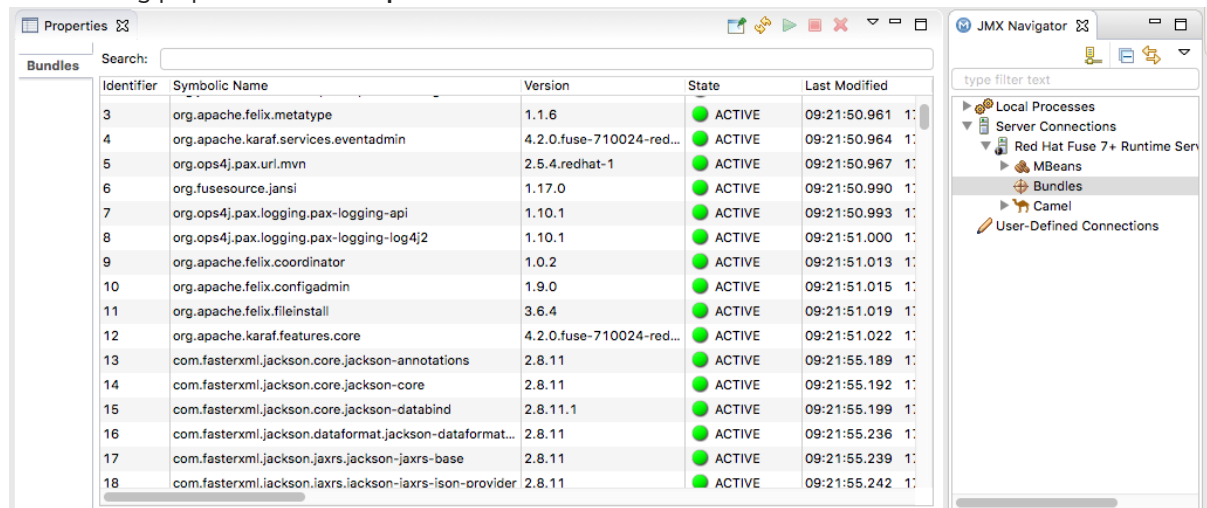 Properties
Bundles
Search:
Identifier Symbolic Name Version State Last Modified
3 org.apache.felix.metatype 1.1.6 ACTIVE 09:21:50.961
4 org.apache.karaf.services.eventadmin 4.2.0.fuse-710024-red... ACTIVE 09:21:50.964
5 org.ops4j.pax.url.mvn 2.5.4.redhat-1 ACTIVE 09:21:50.967
6 org.fusesource.jansi 1.17.0 ACTIVE 09:21:50.990
7 org.ops4j.pax.logging.pax-logging-api 1.10.1 ACTIVE 09:21:50.993
8 org.ops4j.pax.logging.pax-logging-log4j2 1.10.1 ACTIVE 09:21:51.000
9 org.apache.felix.coordinator 1.0.2 ACTIVE 09:21:51.013
10 org.apache.felix.configadmin 1.9.0 ACTIVE 09:21:51.015
11 org.apache.felix.fileinstall 3.6.4 ACTIVE 09:21:51.019
12 org.apache.karaf.features.core 4.2.0.fuse-710024-red... ACTIVE 09:21:51.022
13 com.fasterxml.jackson.core.jackson-annotations 2.8.11 ACTIVE 09:21:55.189
14 com.fasterxml.jackson.core.jackson-core 2.8.11 ACTIVE 09:21:55.192
15 com.fasterxml.jackson.core.jackson-databind 2.8.11.1 ACTIVE 09:21:55.199
16 com.fasterxml.jackson.dataformat.jackson-dataformat... 2.8.11 ACTIVE 09:21:55.236
17 com.fasterxml.jackson.jaxrs.jackson-jaxrs-base 2.8.11 ACTIVE 09:21:55.239
18 com.fasterxml.jackson.jaxrs.jackson-jaxrs-json-provider 2.8.11 ACTIVE 09:21:55.242
JMX Navigator
type filter text
Local Processes
Server Connections
Red Hat Fuse 7+ Runtime Serv
MBeans
Bundles
Camel
User-Defined Connections